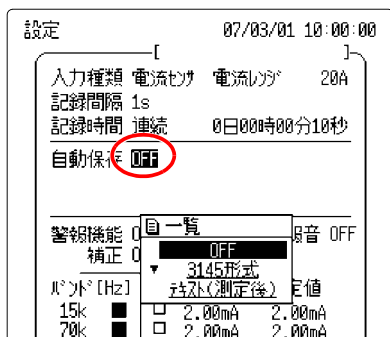 設定 07/03/01 10:00:00
[ ]
入力種類 電流ｾﾝｻ 電流ﾚﾝｼﾞ 20A
記録間隔 1s
記録時間 連続 0日00時00分10秒
自動保存 OFF
警報機能 報音 OFF
補正
一覧
OFF
3145形式
ﾃｷｽﾄ(測定後)
ﾊﾞﾝﾄﾞ[Hz] 定値
15k 2.00mA 2.00mA
70k 2.00mA 2.00mA